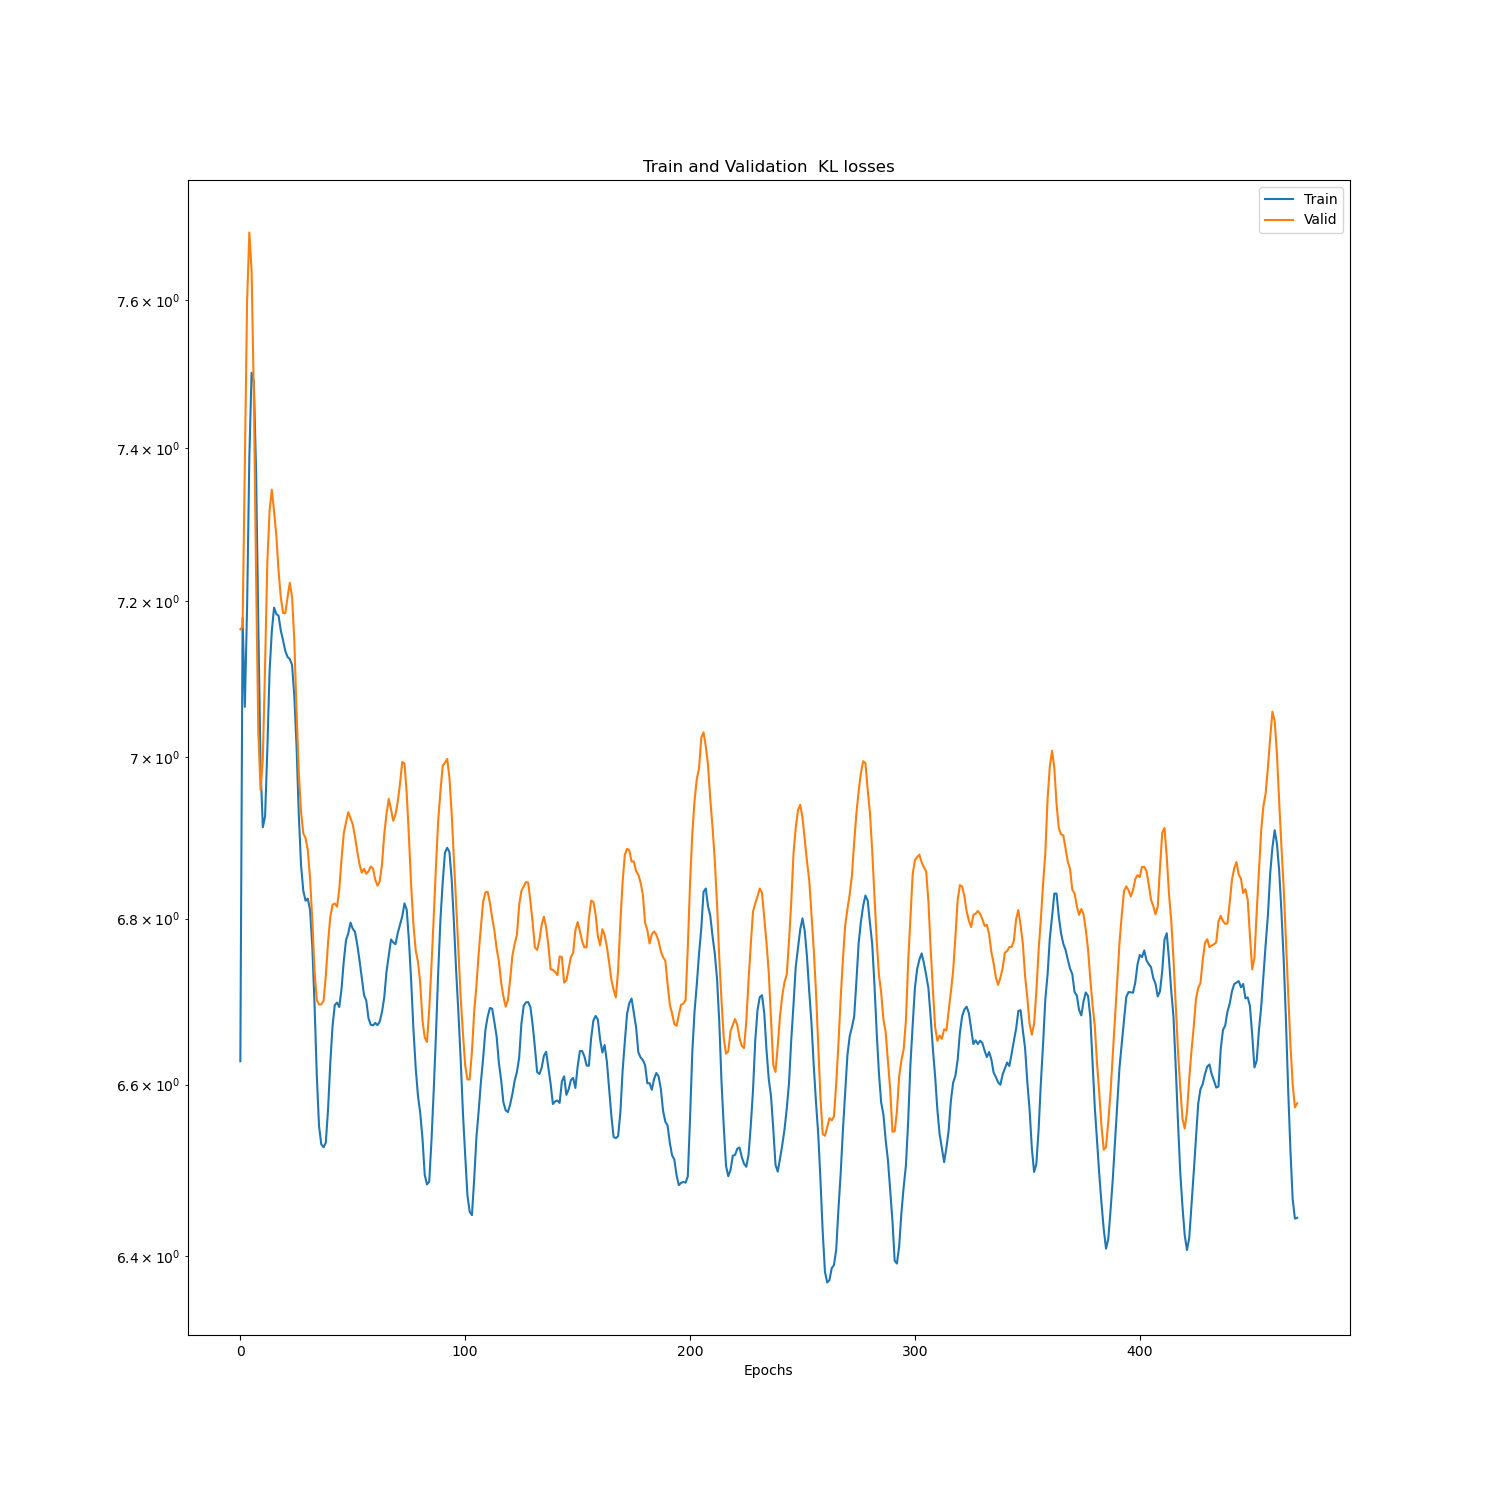 Train and Validation  KL losses
Train
Valid
7.6 × 10⁰
7.4 × 10⁰
7.2 × 10⁰
7 × 10⁰
6.8 × 10⁰
6.6 × 10⁰
6.4 × 10⁰
0 100 200 300 400
Epochs